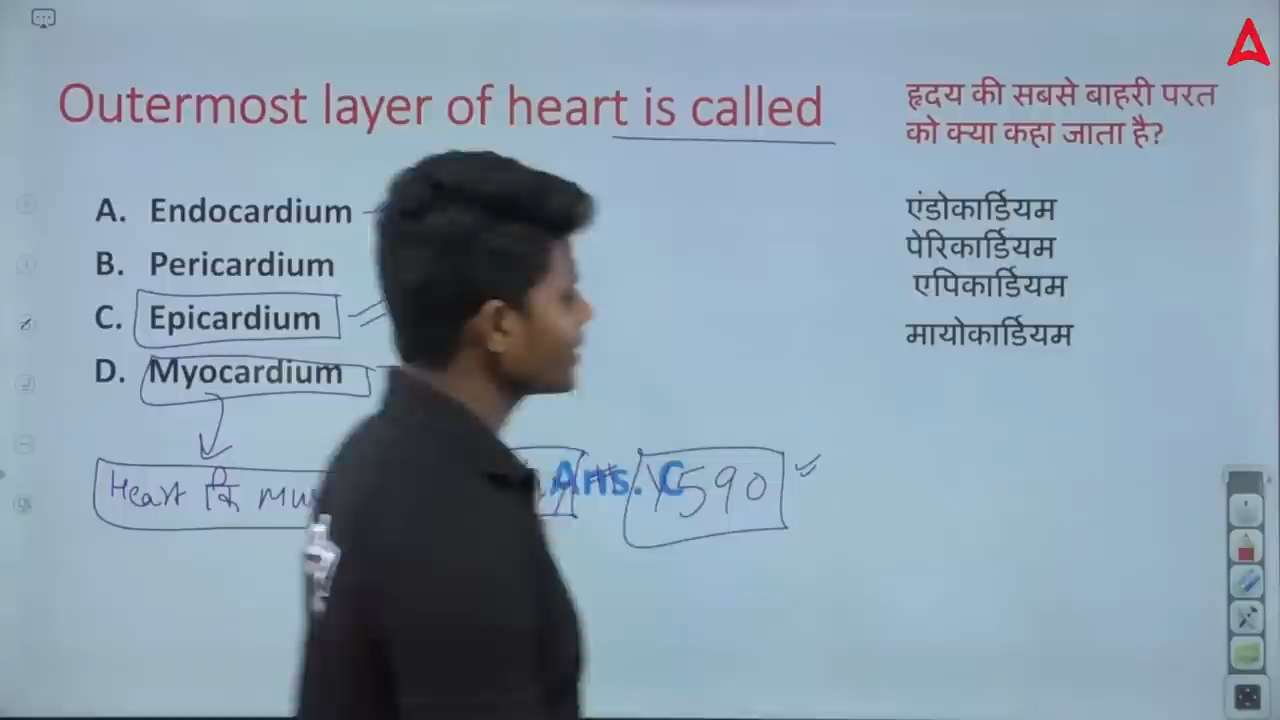 Outermost layer of heart is called
A. Endocardium
B. Pericardium
C. Epicardium
D. Myocardium
हृदय की सबसे बाहरी परत
को क्या कहा जाता है?
एंडोकार्डियम
पेरिकार्डियम
एपिकार्डियम
मायोकार्डियम
Heart कि
Ans. C
Y590